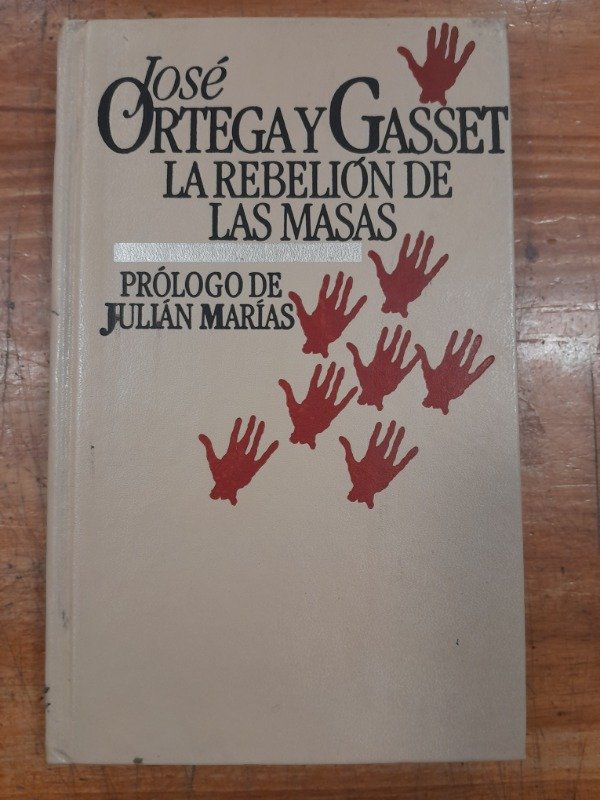 José
ORTEGA Y GASSET
LA REBELIÓN DE
LAS MASAS
PRÓLOGO DE
JULIÁN MARÍAS